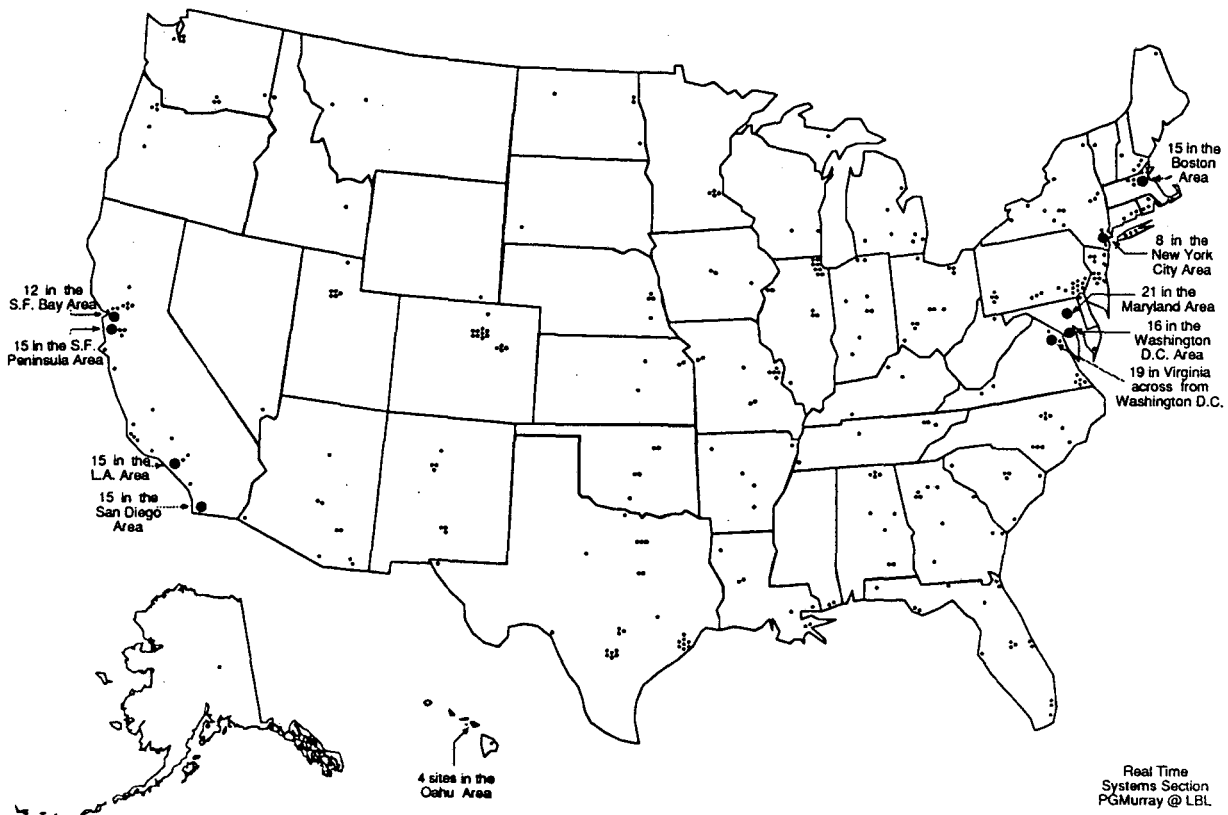 15 in the
Boston
Area
8 in the
New York
City Area
12 in the
S.F. Bay Area
21 in the
Maryland Area
15 in the S.F.
Peninsula Area
16 in the
Washington
D.C. Area
19 in Virginia
across from
Washington D.C.
15 in the
L.A. Area
15 in the
San Diego
Area
4 sites in the
Oahu Area
Real Time
Systems Section
PGMurray @ LBL